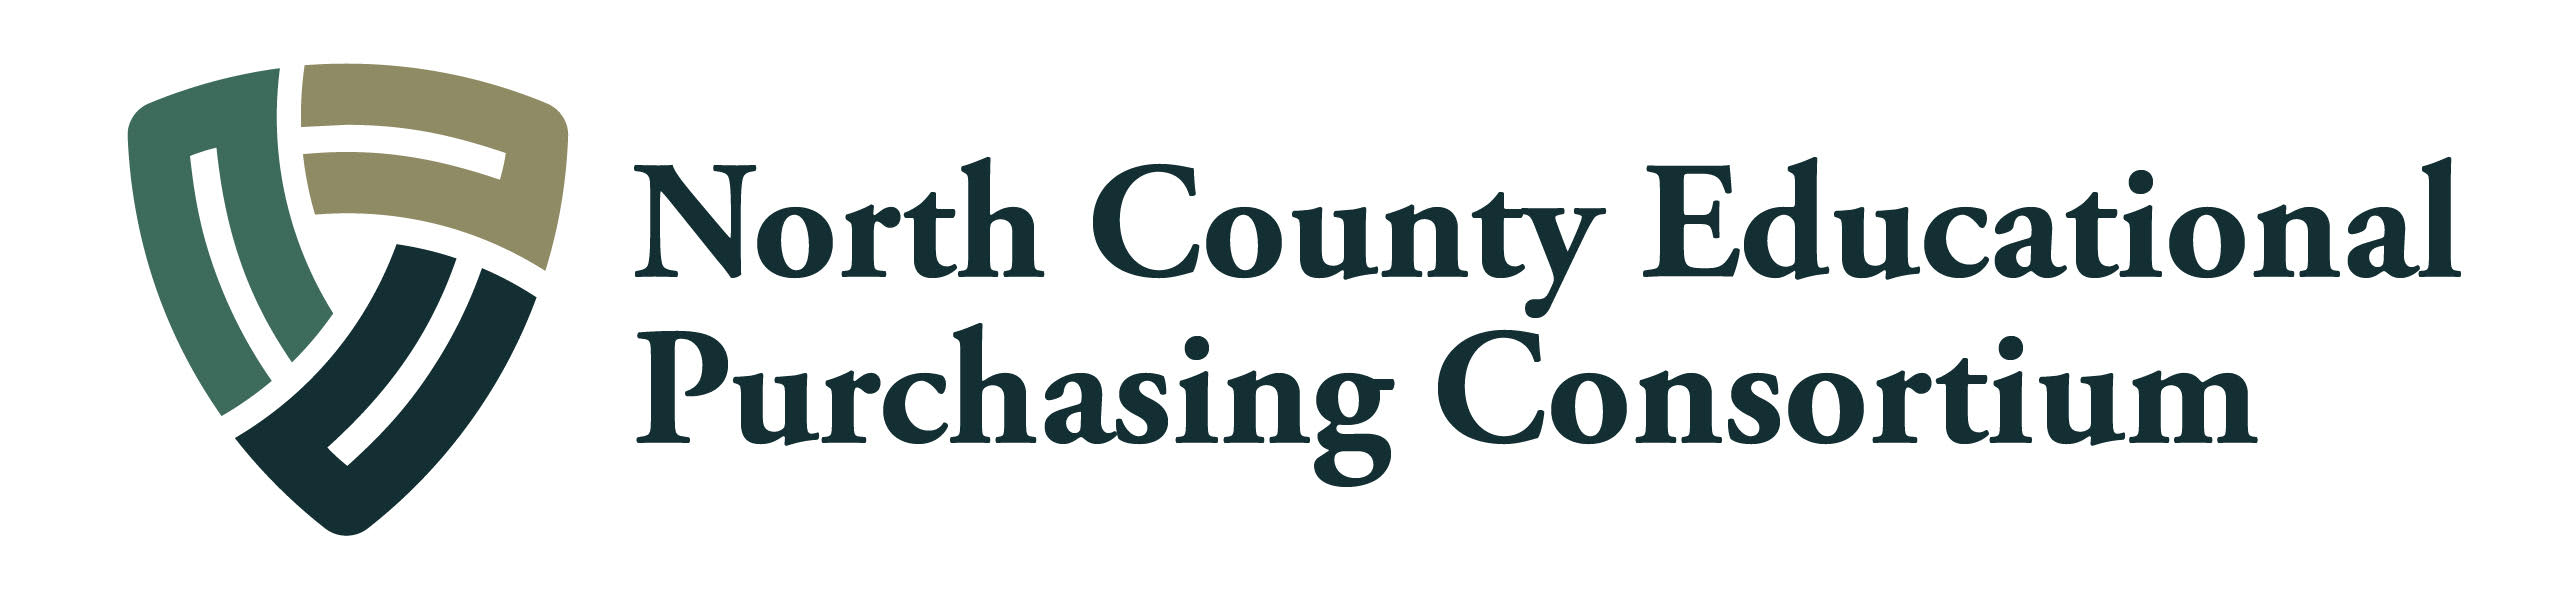 North County Educational
Purchasing Consortium